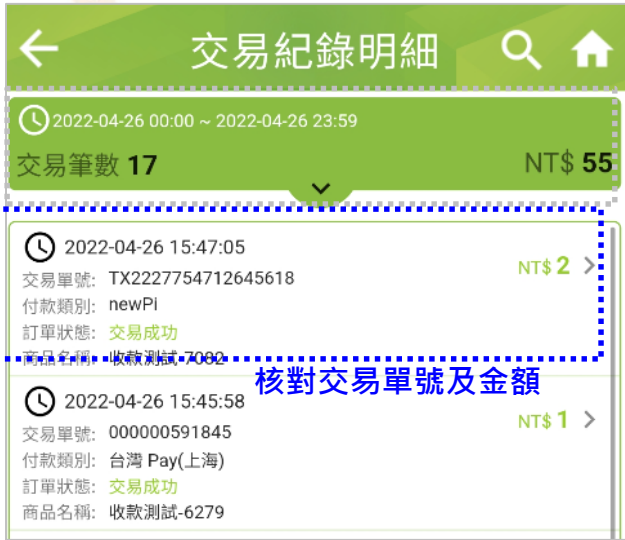 交易紀錄明細
2022-04-26 00:00 ~ 2022-04-26 23:59
交易筆數 17 NT$ 55
2022-04-26 15:47:05
NT$ 2
交易單號: TX2227754712645618
付款類別: newPi
訂單狀態: 交易成功
商品名稱: 收款測試-7082
核對交易單號及金額
2022-04-26 15:45:58
NT$ 1
交易單號: 000000591845
付款類別: 台灣 Pay(上海)
訂單狀態: 交易成功
商品名稱: 收款測試-6279